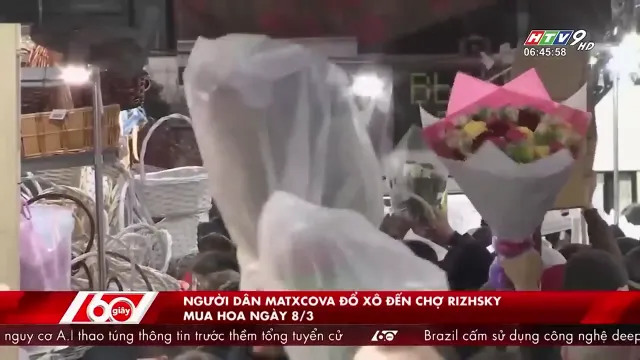 HTV9 HD
06:45:58
60 giây
NGƯỜI DÂN MATXCOVA ĐỔ XÔ ĐẾN CHỢ RIZHSKY
MUA HOA NGÀY 8/3
nguy cơ A.I thao túng thông tin trước thềm tổng tuyển cử 60giây Brazil cấm sử dụng công nghệ deep